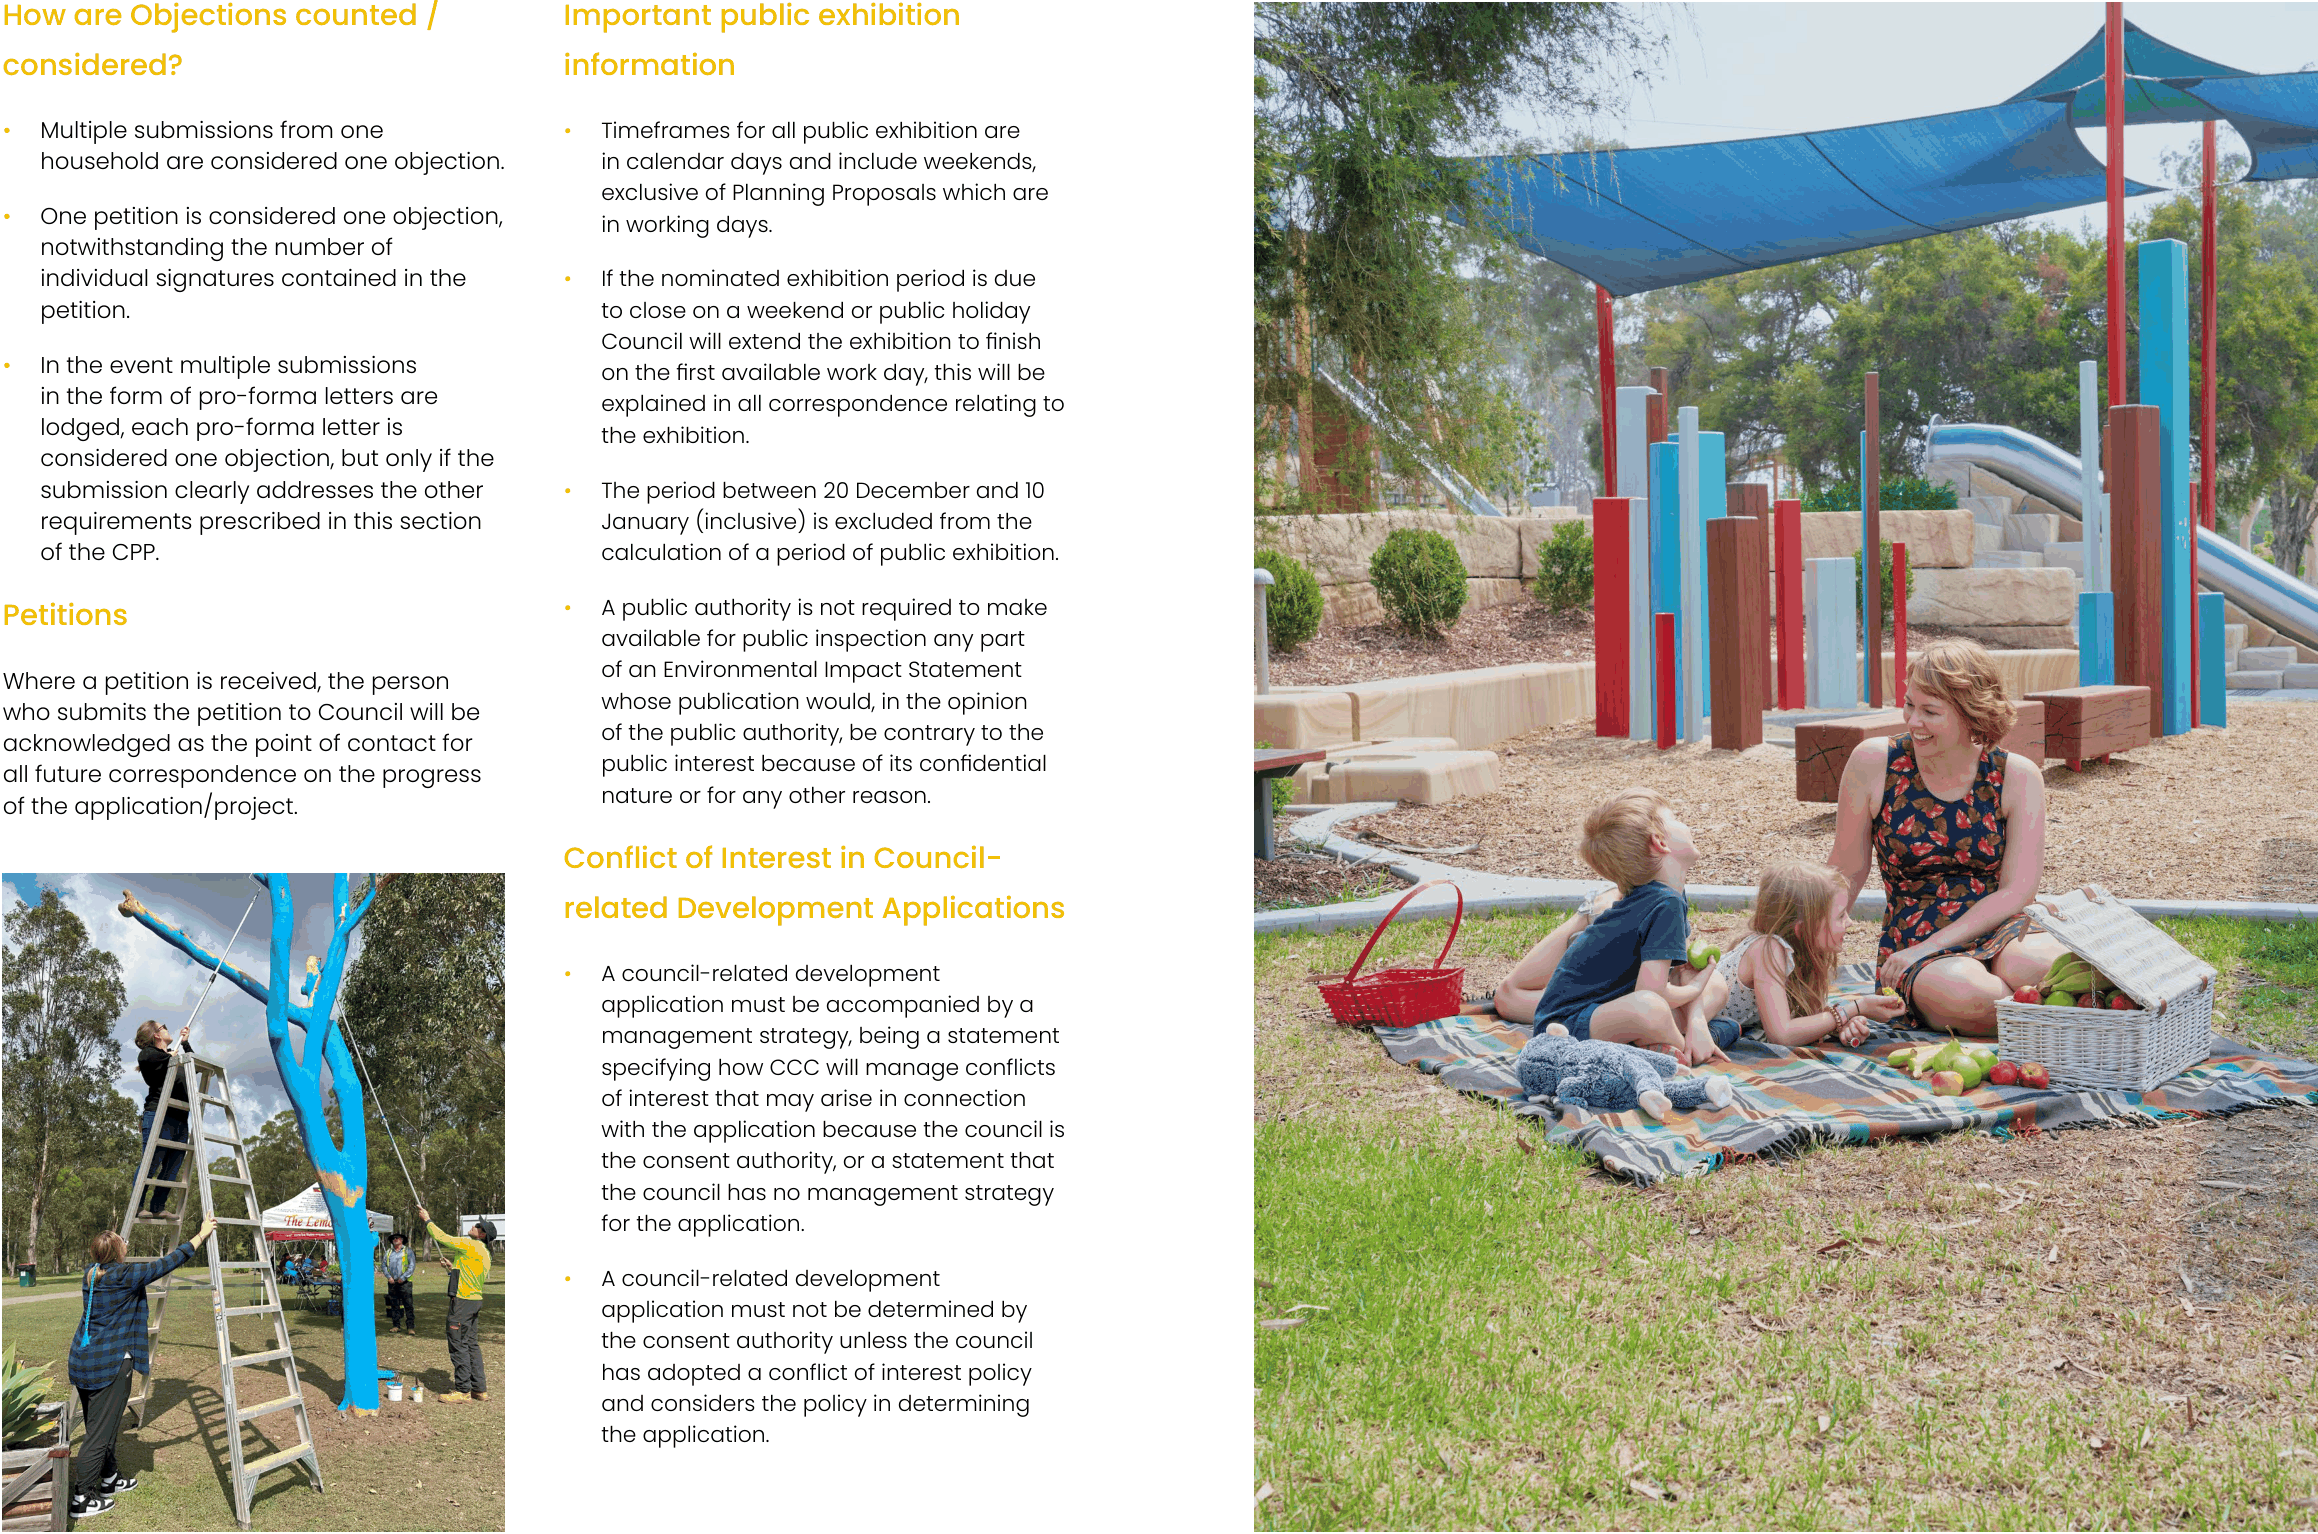 How are Objections counted /
considered?
• Multiple submissions from one
household are considered one objection.
• One petition is considered one objection,
notwithstanding the number of
individual signatures contained in the
petition.
• In the event multiple submissions
in the form of pro-forma letters are
lodged, each pro-forma letter is
considered one objection, but only if the
submission clearly addresses the other
requirements prescribed in this section
of the CPP.
Petitions
Where a petition is received, the person
who submits the petition to Council will be
acknowledged as the point of contact for
all future correspondence on the progress
of the application/project.
The
Important public exhibition
information
• Timeframes for all public exhibition are
in calendar days and include weekends,
exclusive of Planning Proposals which are
in working days.
• If the nominated exhibition period is due
to close on a weekend or public holiday
Council will extend the exhibition to finish
on the first available work day, this will be
explained in all correspondence relating to
the exhibition.
• The period between 20 December and 10
January (inclusive) is excluded from the
calculation of a period of public exhibition.
• A public authority is not required to make
available for public inspection any part
of an Environmental Impact Statement
whose publication would, in the opinion
of the public authority, be contrary to the
public interest because of its confidential
nature or for any other reason.
Conflict of Interest in Council-
related Development Applications
• A council-related development
application must be accompanied by a
management strategy, being a statement
specifying how CCC will manage conflicts
of interest that may arise in connection
with the application because the council is
the consent authority, or a statement that
the council has no management strategy
for the application.
• A council-related development
application must not be determined by
the consent authority unless the council
has adopted a conflict of interest policy
and considers the policy in determining
the application.